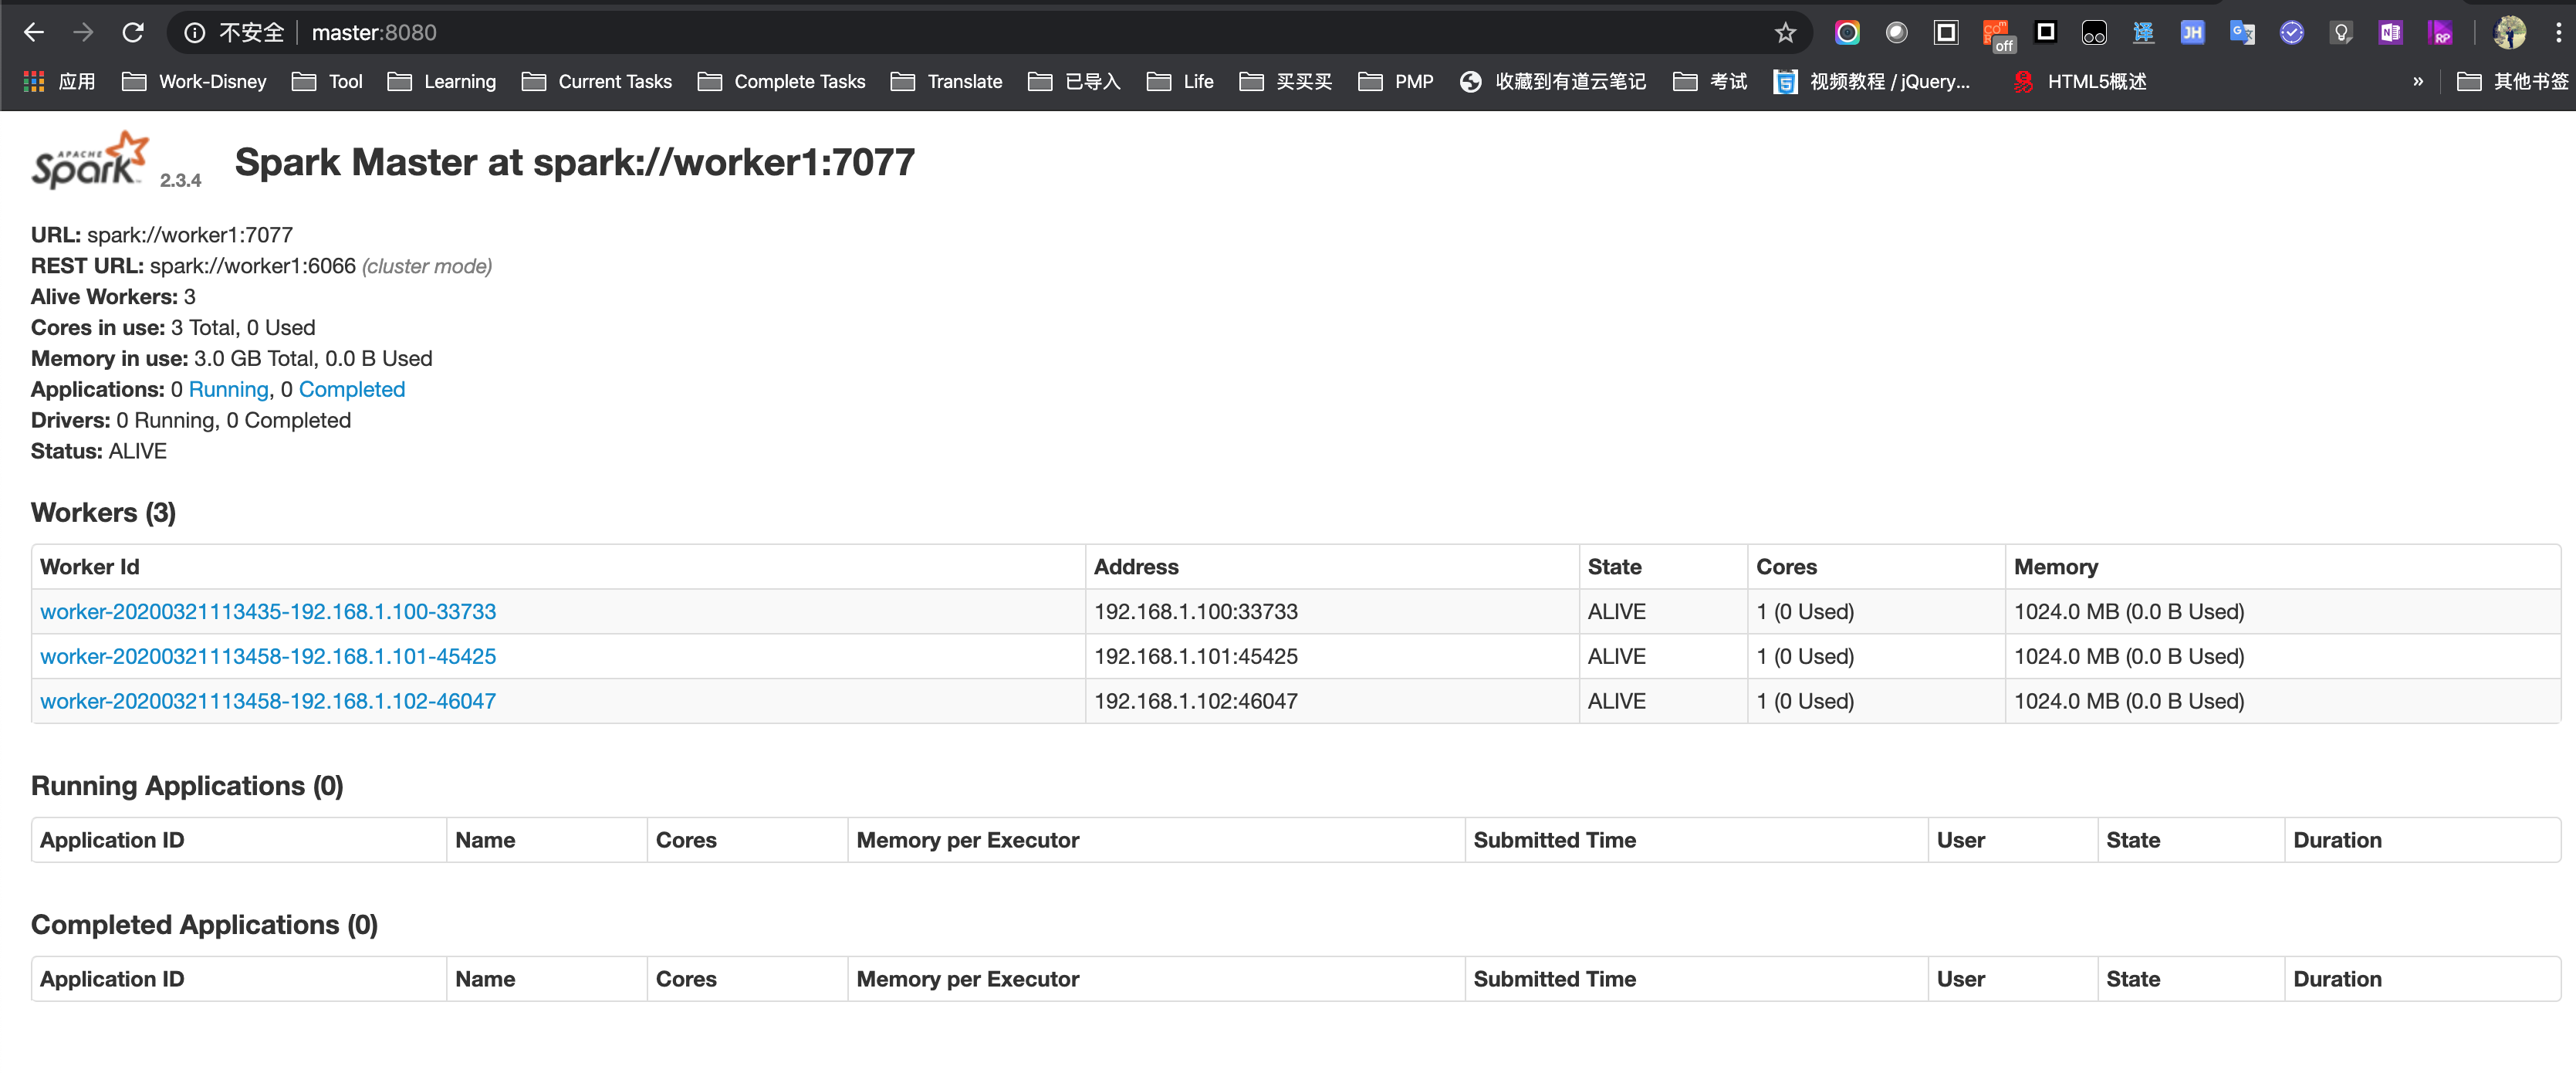 不安全 master:8080
off 译 JH RP
应用 Work-Disney Tool Learning Current Tasks Complete Tasks Translate 已导入 Life 买买买 PMP 收藏到有道云笔记 考试 视频教程 / jQuery... HTML5概述 » 其他书签
APACHE Spark 2.3.4 Spark Master at spark://worker1:7077
URL: spark://worker1:7077
REST URL: spark://worker1:6066 (cluster mode)
Alive Workers: 3
Cores in use: 3 Total, 0 Used
Memory in use: 3.0 GB Total, 0.0 B Used
Applications: 0 Running, 0 Completed
Drivers: 0 Running, 0 Completed
Status: ALIVE
Workers (3)
Worker Id Address State Cores Memory
worker-20200321113435-192.168.1.100-33733 192.168.1.100:33733 ALIVE 1 (0 Used) 1024.0 MB (0.0 B Used)
worker-20200321113458-192.168.1.101-45425 192.168.1.101:45425 ALIVE 1 (0 Used) 1024.0 MB (0.0 B Used)
worker-20200321113458-192.168.1.102-46047 192.168.1.102:46047 ALIVE 1 (0 Used) 1024.0 MB (0.0 B Used)
Running Applications (0)
Application ID Name Cores Memory per Executor Submitted Time User State Duration
Completed Applications (0)
Application ID Name Cores Memory per Executor Submitted Time User State Duration